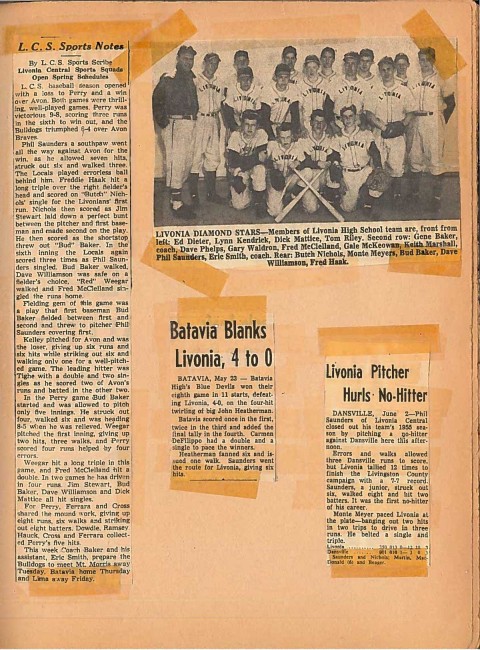 L. C. S. Sports Notes
By L. C. S. Sports Scribe
Livonia Central Sports Squads
Open Spring Schedules
L. C. S. baseball season opened
with a loss to Perry and a win
over Avon. Both games were thrill-
ing, well-played games. Perry was
victorious 9-8, scoring three runs
in the sixth to win out, and the
Bulldogs triumphed 6-4 over Avon
Braves.
Phil Saunders a southpaw went
all the way against Avon for the
win, as he allowed seven hits,
struck out six and walked three.
The Locals played errorless ball
behind him. Freddie Haak hit a
long triple over the right fielder's
head and scored on "Butch" Nich-
ols' single for the Livonians' first
run. Nichols then scored as Jim
Stewart laid down a perfect bunt
between the pitcher and first base-
man and made second on the play.
He then scored as the shortstop
threw out "Bud" Baker. In the
sixth inning the Locals again
scored three times as Phil Saun-
ders singled, Bud Baker walked,
Dave Williamson was safe on a
fielder's choice, "Red" Weegar
walked and Fred McClelland sin-
gled the runs home.
Fielding gem of this game was
a play that first baseman Bud
Baker fielded between first and
second and threw to pitcher Phil
Saunders covering first.
Kelley pitched for Avon and was
the loser, giving up six runs and
six hits while striking out six and
walking only one for a well-pitch-
ed game. The leading hitter was
Tighe with a double and two sin-
gles as he scored two of Avon's
runs and batted in the other two.
In the Perry game Bud Baker
started and was allowed to pitch
only five innings. He struck out
four, walked six and was heading
8-5 when he was relieved. Weegar
pitched the final inning, giving up
two hits, three walks, and Perry
scored four runs helped by four
errors.
Weegar hit a long triple in this
game, and Fred McClelland hit a
double. In two games he has driven
in four runs. Stewart, Bud
Baker, Dave Williamson and Dick
Mattice all hit singles.
For Perry, Ferrara and Cross
shared the mound work, giving up
eight runs, six walks and striking
out eight batters. Dowdle, Ramsay
Hauck, Cross and Ferrara collect-
ed Perry's five hits.
This week Coach Baker and his
assistant, Eric Smith, prepare the
Bulldogs to meet Mt. Morris away
Tuesday, Batavia home Thursday
and Lima away Friday.
LIVONIA DIAMOND STARS—Members of Livonia High School team are, front from
left: Ed Dieter, Lynn Kendrick, Dick Mattice, Tom Riley. Second row: Gene Baker,
coach, Dave Phelps, Gary Waldron, Fred McClelland, Gale McKeowan, Keith Marshall,
Phil Saunders, Eric Smith, coach. Rear: Butch Nichols, Monte Meyers, Bud Baker, Dave
Williamson, Fred Haak.
Batavia Blanks
Livonia, 4 to 0
BATAVIA, May 23 — Batavia
High's Blue Devils won their
eighth game in 11 starts, defeat-
ing Livonia, 4-0, on the four-hit
twirling of big John Heatherman.
Batavia scored once in the first,
twice in the third and added the
final tally in the fourth. Carmen
DeFilippo had a double and a
single to pace the winners.
Heatherman fanned six and is-
sued one walk. Saunders went
the route for Livonia, giving six
hits.
Livonia Pitcher
Hurls No-Hitter
DANSVILLE, June 2—Phil
Saunders of Livonia Central
closed out his team's 1955 seas-
on by pitching a no-hitter
against Dansville here this after-
noon.
Errors and walks allowed
three Dansville runs to score,
but Livonia tallied 12 times to
finish the Livingston County
campaign with a 7-7 record.
Saunders, a junior, struck out
six, walked eight and hit two
batters. It was the first no-hitter
of his career.
Monte Meyer paced Livonia at
the plate—banging out two hits
in two trips to drive in three
runs. He belted a single and
triple.
Livonia
Dansville
Saunders and Nichols; Martin, Mac-
Donald and